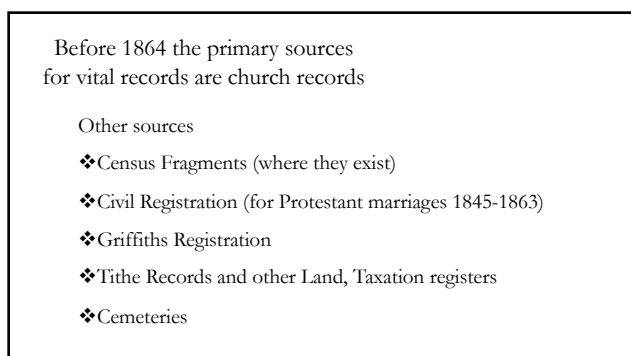 Before 1864 the primary sources
for vital records are church records
Other sources
❖Census Fragments (where they exist)
❖Civil Registration (for Protestant marriages 1845-1863)
❖Griffiths Registration
❖Tithe Records and other Land, Taxation registers
❖Cemeteries